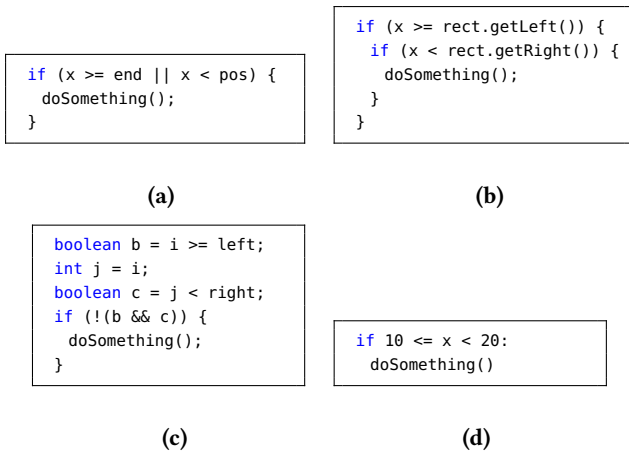 if (x >= end || x < pos) {
  doSomething();
}
(a)
if (x >= rect.getLeft()) {
  if (x < rect.getRight()) {
    doSomething();
  }
}
(b)
boolean b = i >= left;
int j = i;
boolean c = j < right;
if (!(b && c)) {
  doSomething();
}
(c)
if 10 <= x < 20:
  doSomething()
(d)